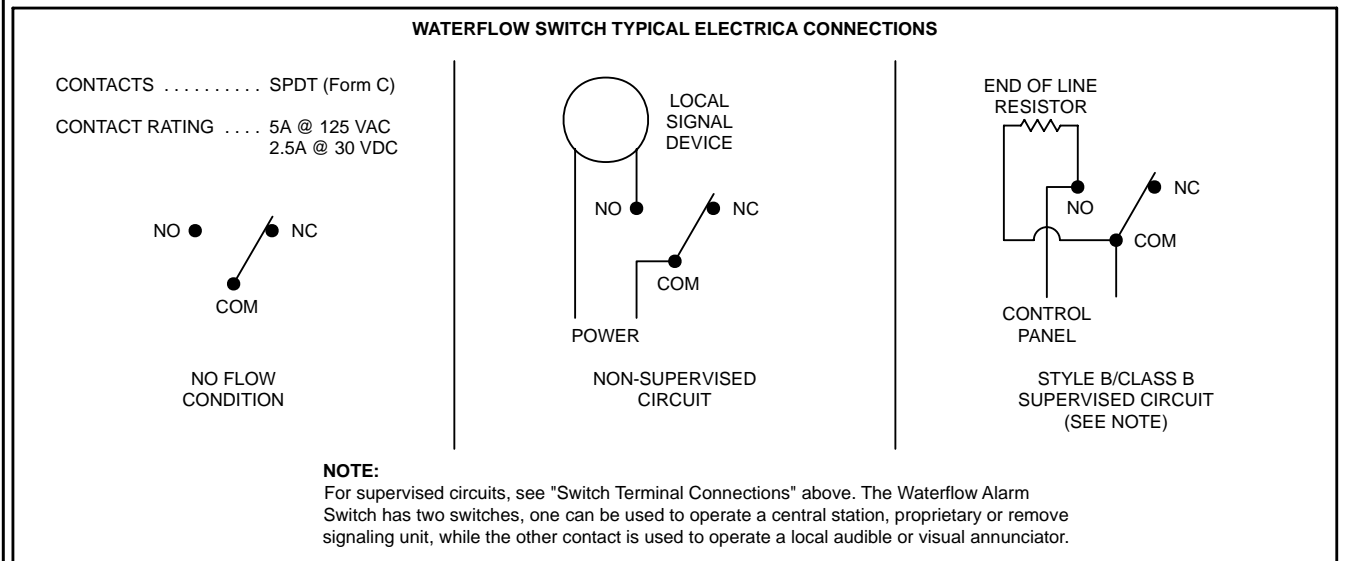 WATERFLOW SWITCH TYPICAL ELECTRICA CONNECTIONS
CONTACTS . . . . . . . . . . SPDT (Form C)
CONTACT RATING . . . . 5A @ 125 VAC
2.5A @ 30 VDC
NO
NC
COM
NO FLOW
CONDITION
LOCAL
SIGNAL
DEVICE
NO
NC
COM
POWER
NON-SUPERVISED
CIRCUIT
END OF LINE
RESISTOR
NC
NO
COM
CONTROL
PANEL
STYLE B/CLASS B
SUPERVISED CIRCUIT
(SEE NOTE)
NOTE:
For supervised circuits, see "Switch Terminal Connections" above. The Waterflow Alarm
Switch has two switches, one can be used to operate a central station, proprietary or remove
signaling unit, while the other contact is used to operate a local audible or visual annunciator.